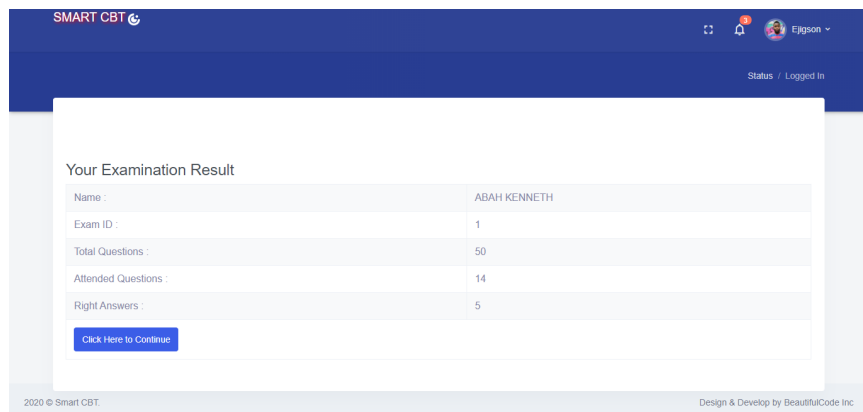 SMART CBT
3
Ejigson
Status / Logged In
Your Examination Result
Name : ABAH KENNETH
Exam ID : 1
Total Questions : 50
Attended Questions : 14
Right Answers : 5
Click Here to Continue
2020 © Smart CBT. Design & Develop by BeautifulCode Inc